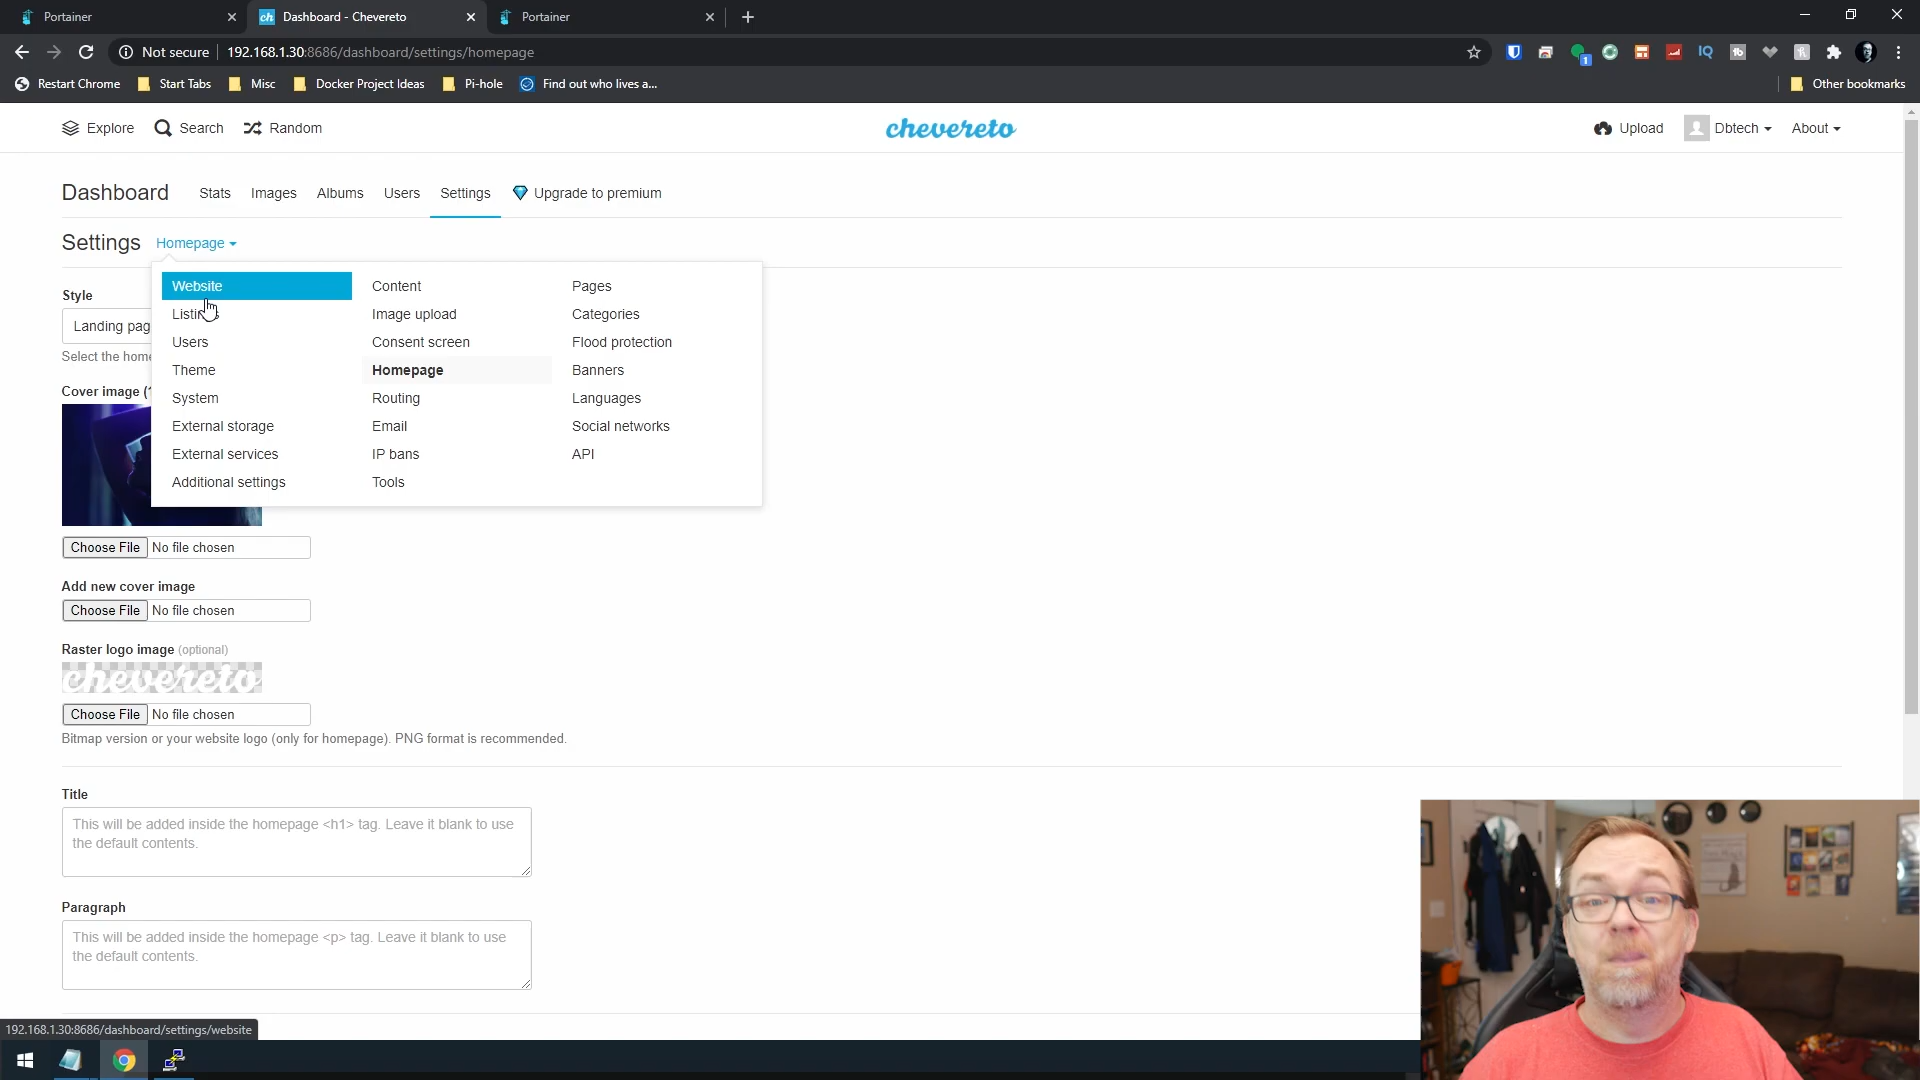 Portainer
Dashboard - Chevereto
Portainer
Not secure
192.168.1.30:8686/dashboard/settings/homepage
Restart Chrome
Start Tabs
Misc
Docker Project Ideas
Pi-hole
Find out who lives a...
Other bookmarks
Explore
Search
Random
chevereto
Upload
Dbtech
About
Dashboard
Stats
Images
Albums
Users
Settings
Upgrade to premium
Settings
Homepage
Website
Content
Pages
Style
Image upload
Categories
Landing pag
Users
Consent screen
Flood protection
Select the home
Theme
Homepage
Banners
Cover image (1
System
Routing
Languages
External storage
Email
Social networks
External services
IP bans
API
Additional settings
Tools
Choose File No file chosen
Add new cover image
Choose File No file chosen
Raster logo image (optional)
chevereto
Choose File No file chosen
Bitmap version or your website logo (only for homepage). PNG format is recommended.
Title
This will be added inside the homepage <h1> tag. Leave it blank to use
the default contents.
Paragraph
This will be added inside the homepage <p> tag. Leave it blank to use
the default contents.
192.168.1.30:8686/dashboard/settings/website